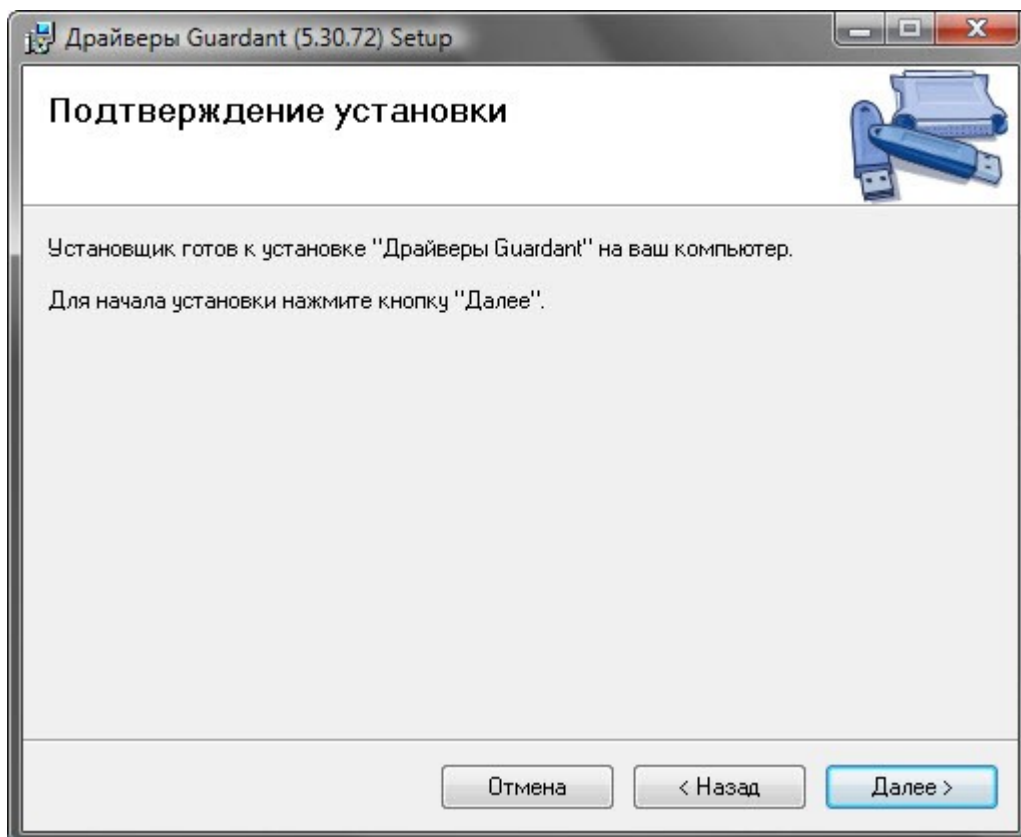 Драйверы Guardant (5.30.72) Setup
Подтверждение установки
Установщик готов к установке "Драйверы Guardant" на ваш компьютер.
Для начала установки нажмите кнопку "Далее".
Отмена
< Назад
Далее >